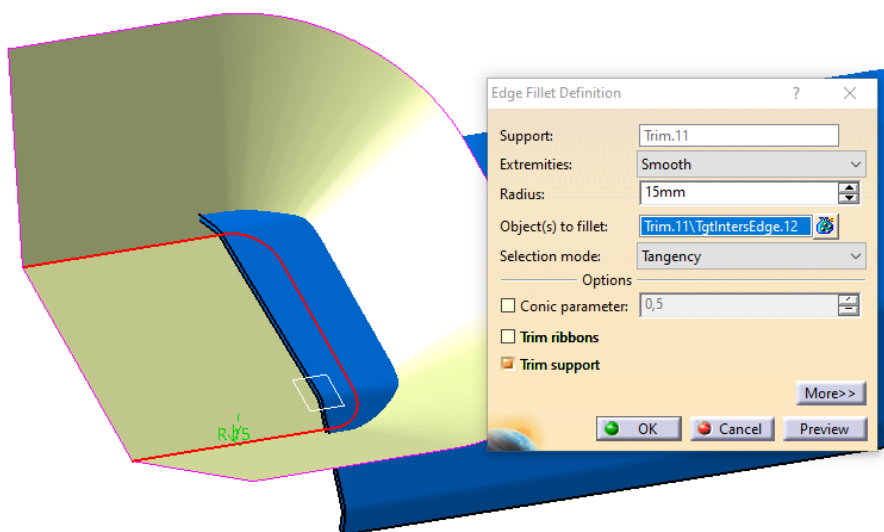 Edge Fillet Definition ?
Support: Trim.11
Extremities: Smooth
Radius: 15mm
Object(s) to fillet: Trim.11\TgtIntersEdge.12
Selection mode: Tangency
Options
Conic parameter: 0,5
Trim ribbons
Trim support
More>>
OK Cancel Preview